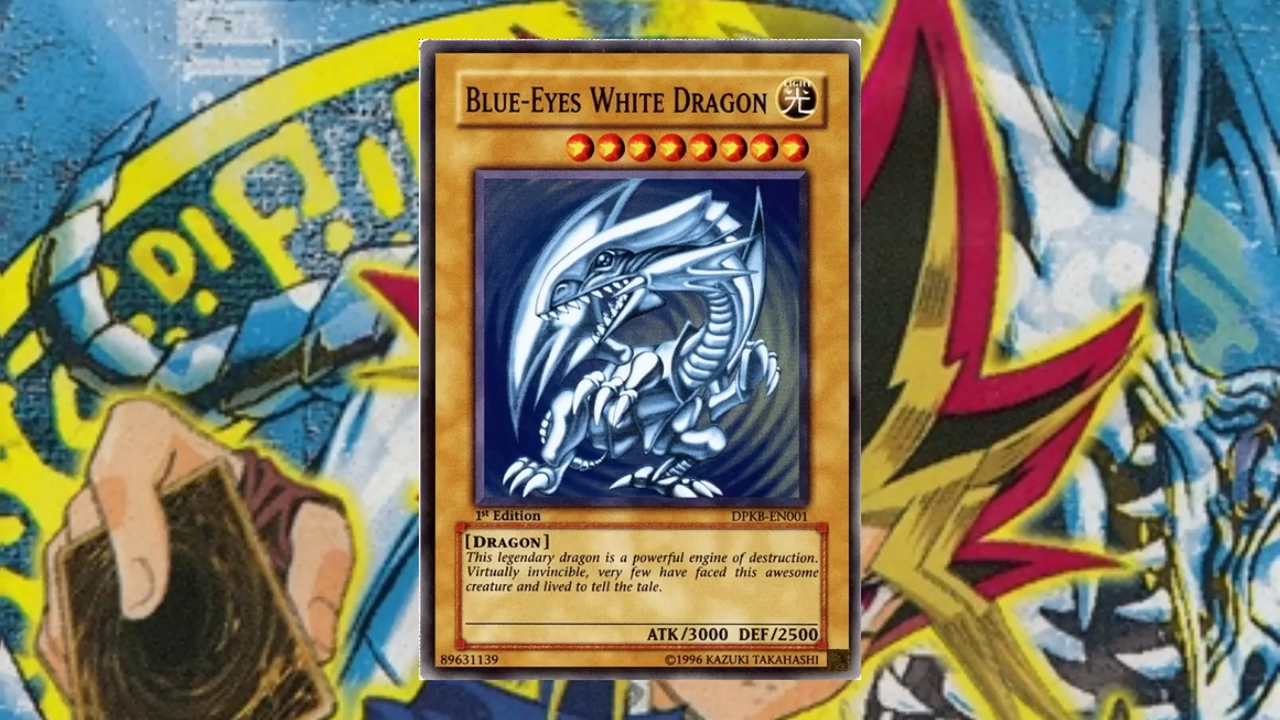 BLUE-EYES WHITE DRAGON
LIGHT
光
1st Edition
DPKB-EN001
[DRAGON]
This legendary dragon is a powerful engine of destruction.
Virtually invincible, very few have faced this awesome
creature and lived to tell the tale.
ATK/3000 DEF/2500
89631139
©1996 KAZUKI TAKAHASHI